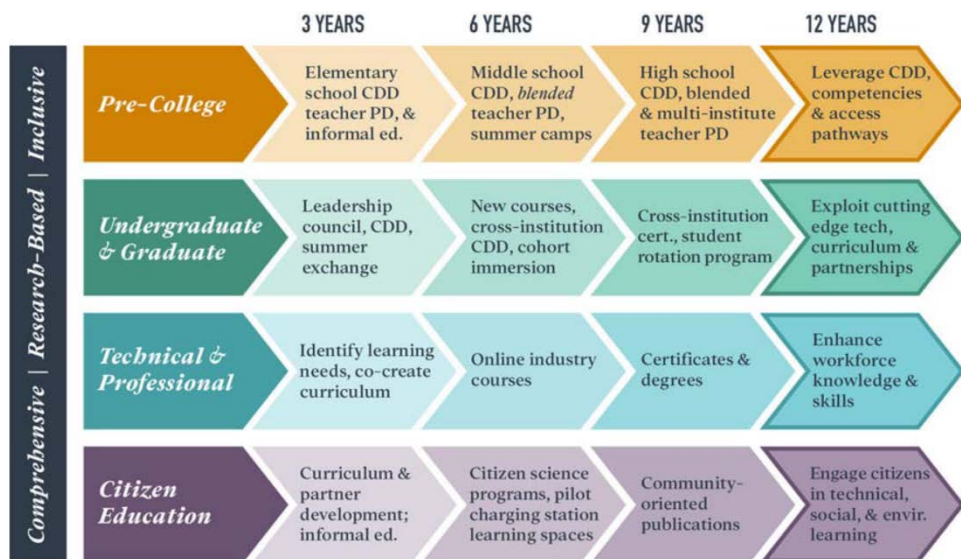 3 YEARS 6 YEARS 9 YEARS 12 YEARS
Comprehensive | Research-Based | Inclusive
Pre-College
Elementary
school CDD
teacher PD, &
informal ed.
Middle school
CDD, blended
teacher PD,
summer camps
High school
CDD, blended
& multi-institute
teacher PD
Leverage CDD,
competencies
& access
pathways
Undergraduate
& Graduate
Leadership
council, CDD,
summer
exchange
New courses,
cross-institution
CDD, cohort
immersion
Cross-institution
cert., student
rotation program
Exploit cutting
edge tech,
curriculum &
partnerships
Technical &
Professional
Identify learning
needs, co-create
curriculum
Online industry
courses
Certificates &
degrees
Enhance
workforce
knowledge &
skills
Citizen
Education
Curriculum &
partner
development;
informal ed.
Citizen science
programs, pilot
charging station
learning spaces
Community-
oriented
publications
Engage citizens
in technical,
social, & envir.
learning